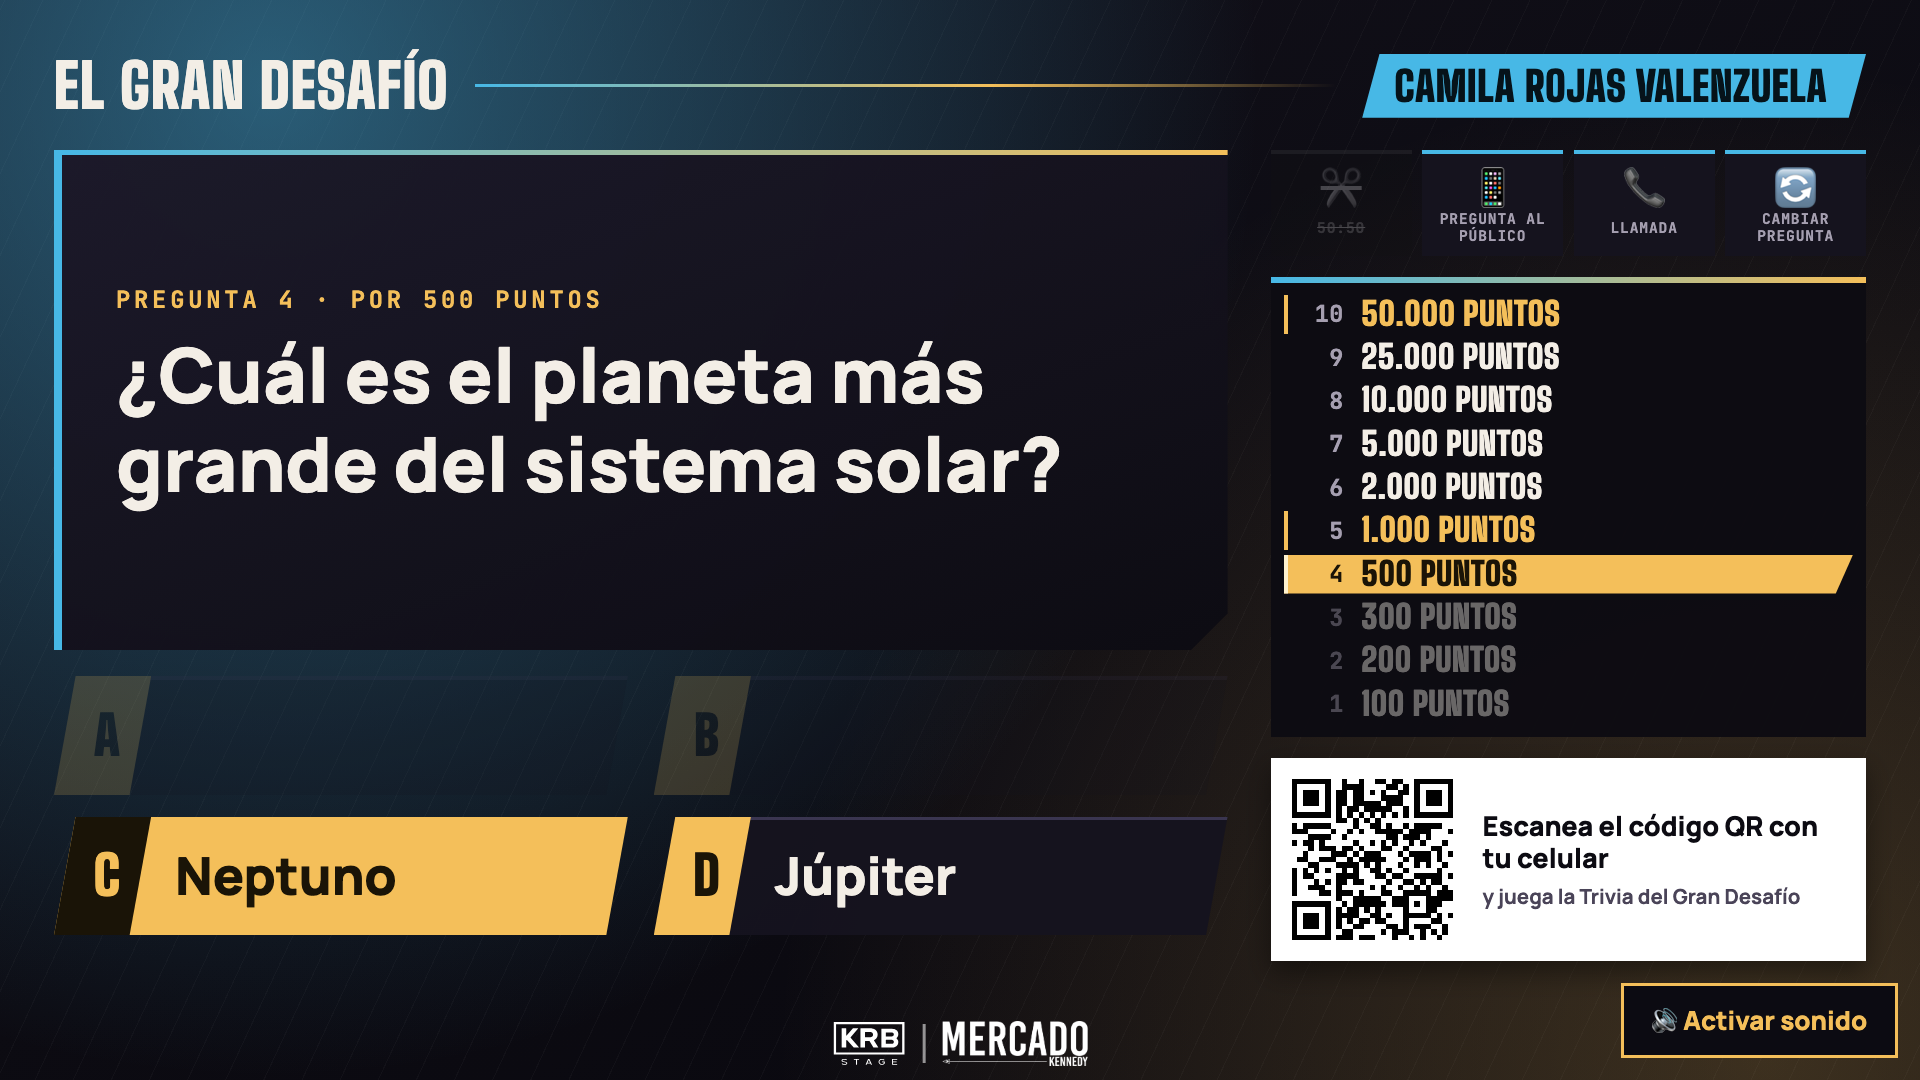 EL GRAN DESAFÍO
CAMILA ROJAS VALENZUELA
PREGUNTA 4 · POR 500 PUNTOS
¿Cuál es el planeta más
grande del sistema solar?
A
B
C Neptuno
D Júpiter
50:50
PREGUNTA AL
PÚBLICO
LLAMADA
CAMBIAR
PREGUNTA
10 50.000 PUNTOS
9 25.000 PUNTOS
8 10.000 PUNTOS
7 5.000 PUNTOS
6 2.000 PUNTOS
5 1.000 PUNTOS
4 500 PUNTOS
3 300 PUNTOS
2 200 PUNTOS
1 100 PUNTOS
Escanea el código QR con
tu celular
y juega la Trivia del Gran Desafío
Activar sonido
KRB
STAGE
MERCADO
KENNEDY